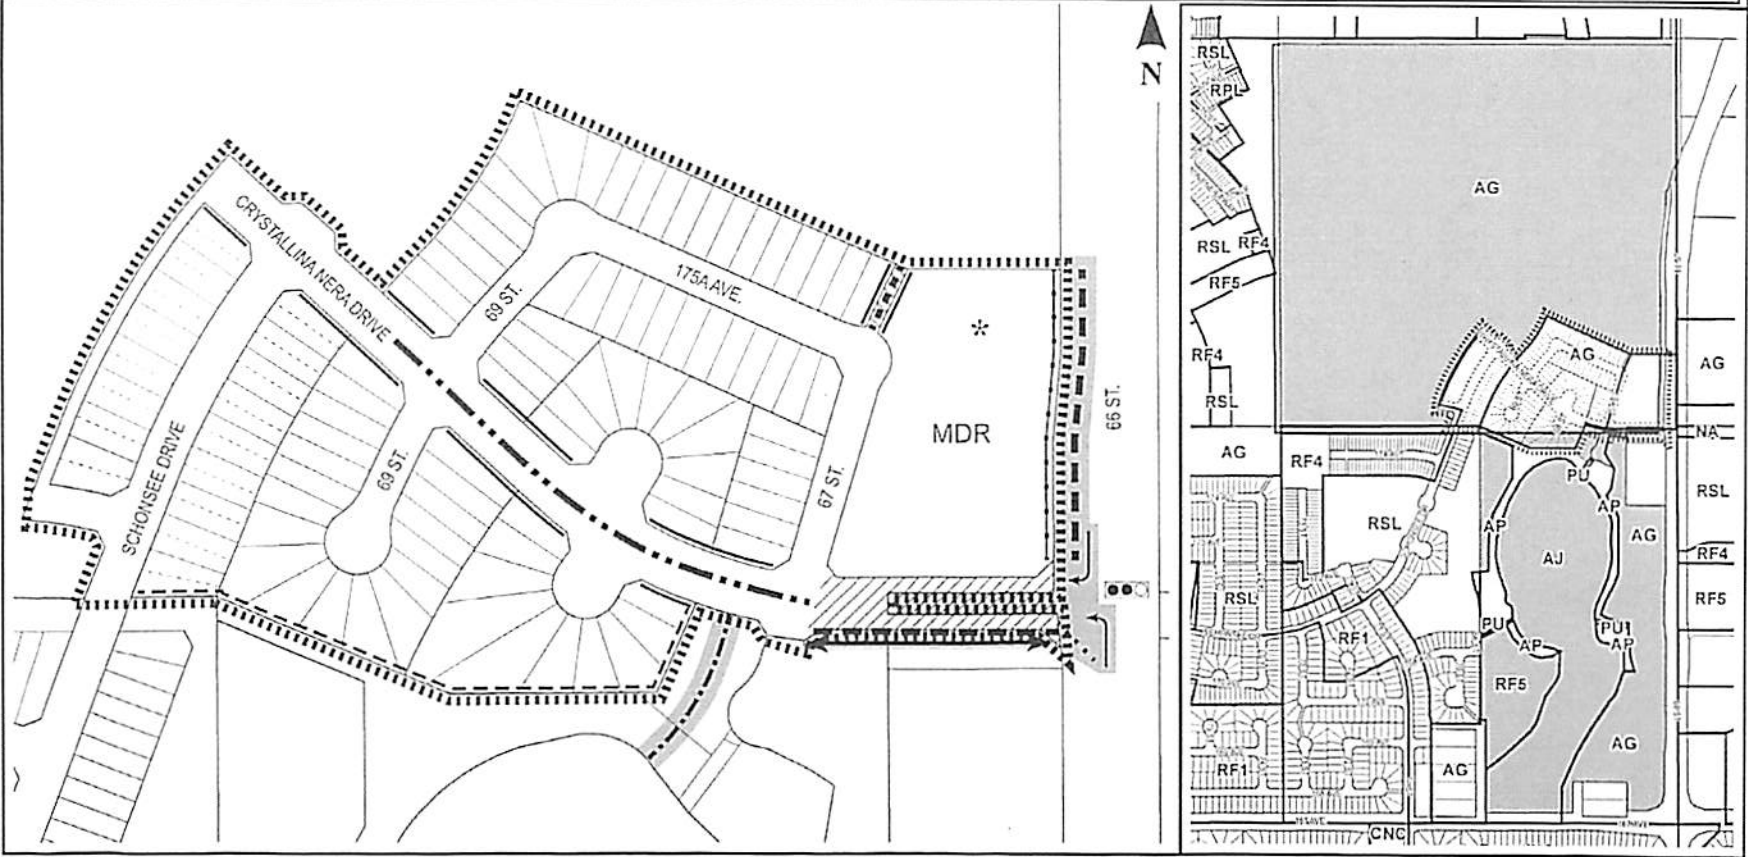 N
CRYSTALLINA NERA DRIVE
69 ST.
175A AVE.
*
66 ST.
MDR
67 ST.
69 ST.
SCHONSEE DRIVE
RSL
RPL
AG
RSL
RF4
RF5
RF4
AG
AG
RSL
NA
AG
RF4
PU
RSL
RSL
AP
AP
AG
AJ
RF4
RSL
RF5
PU
PU
RF1
AP
AP
RF5
AG
RF1
AG
CNC